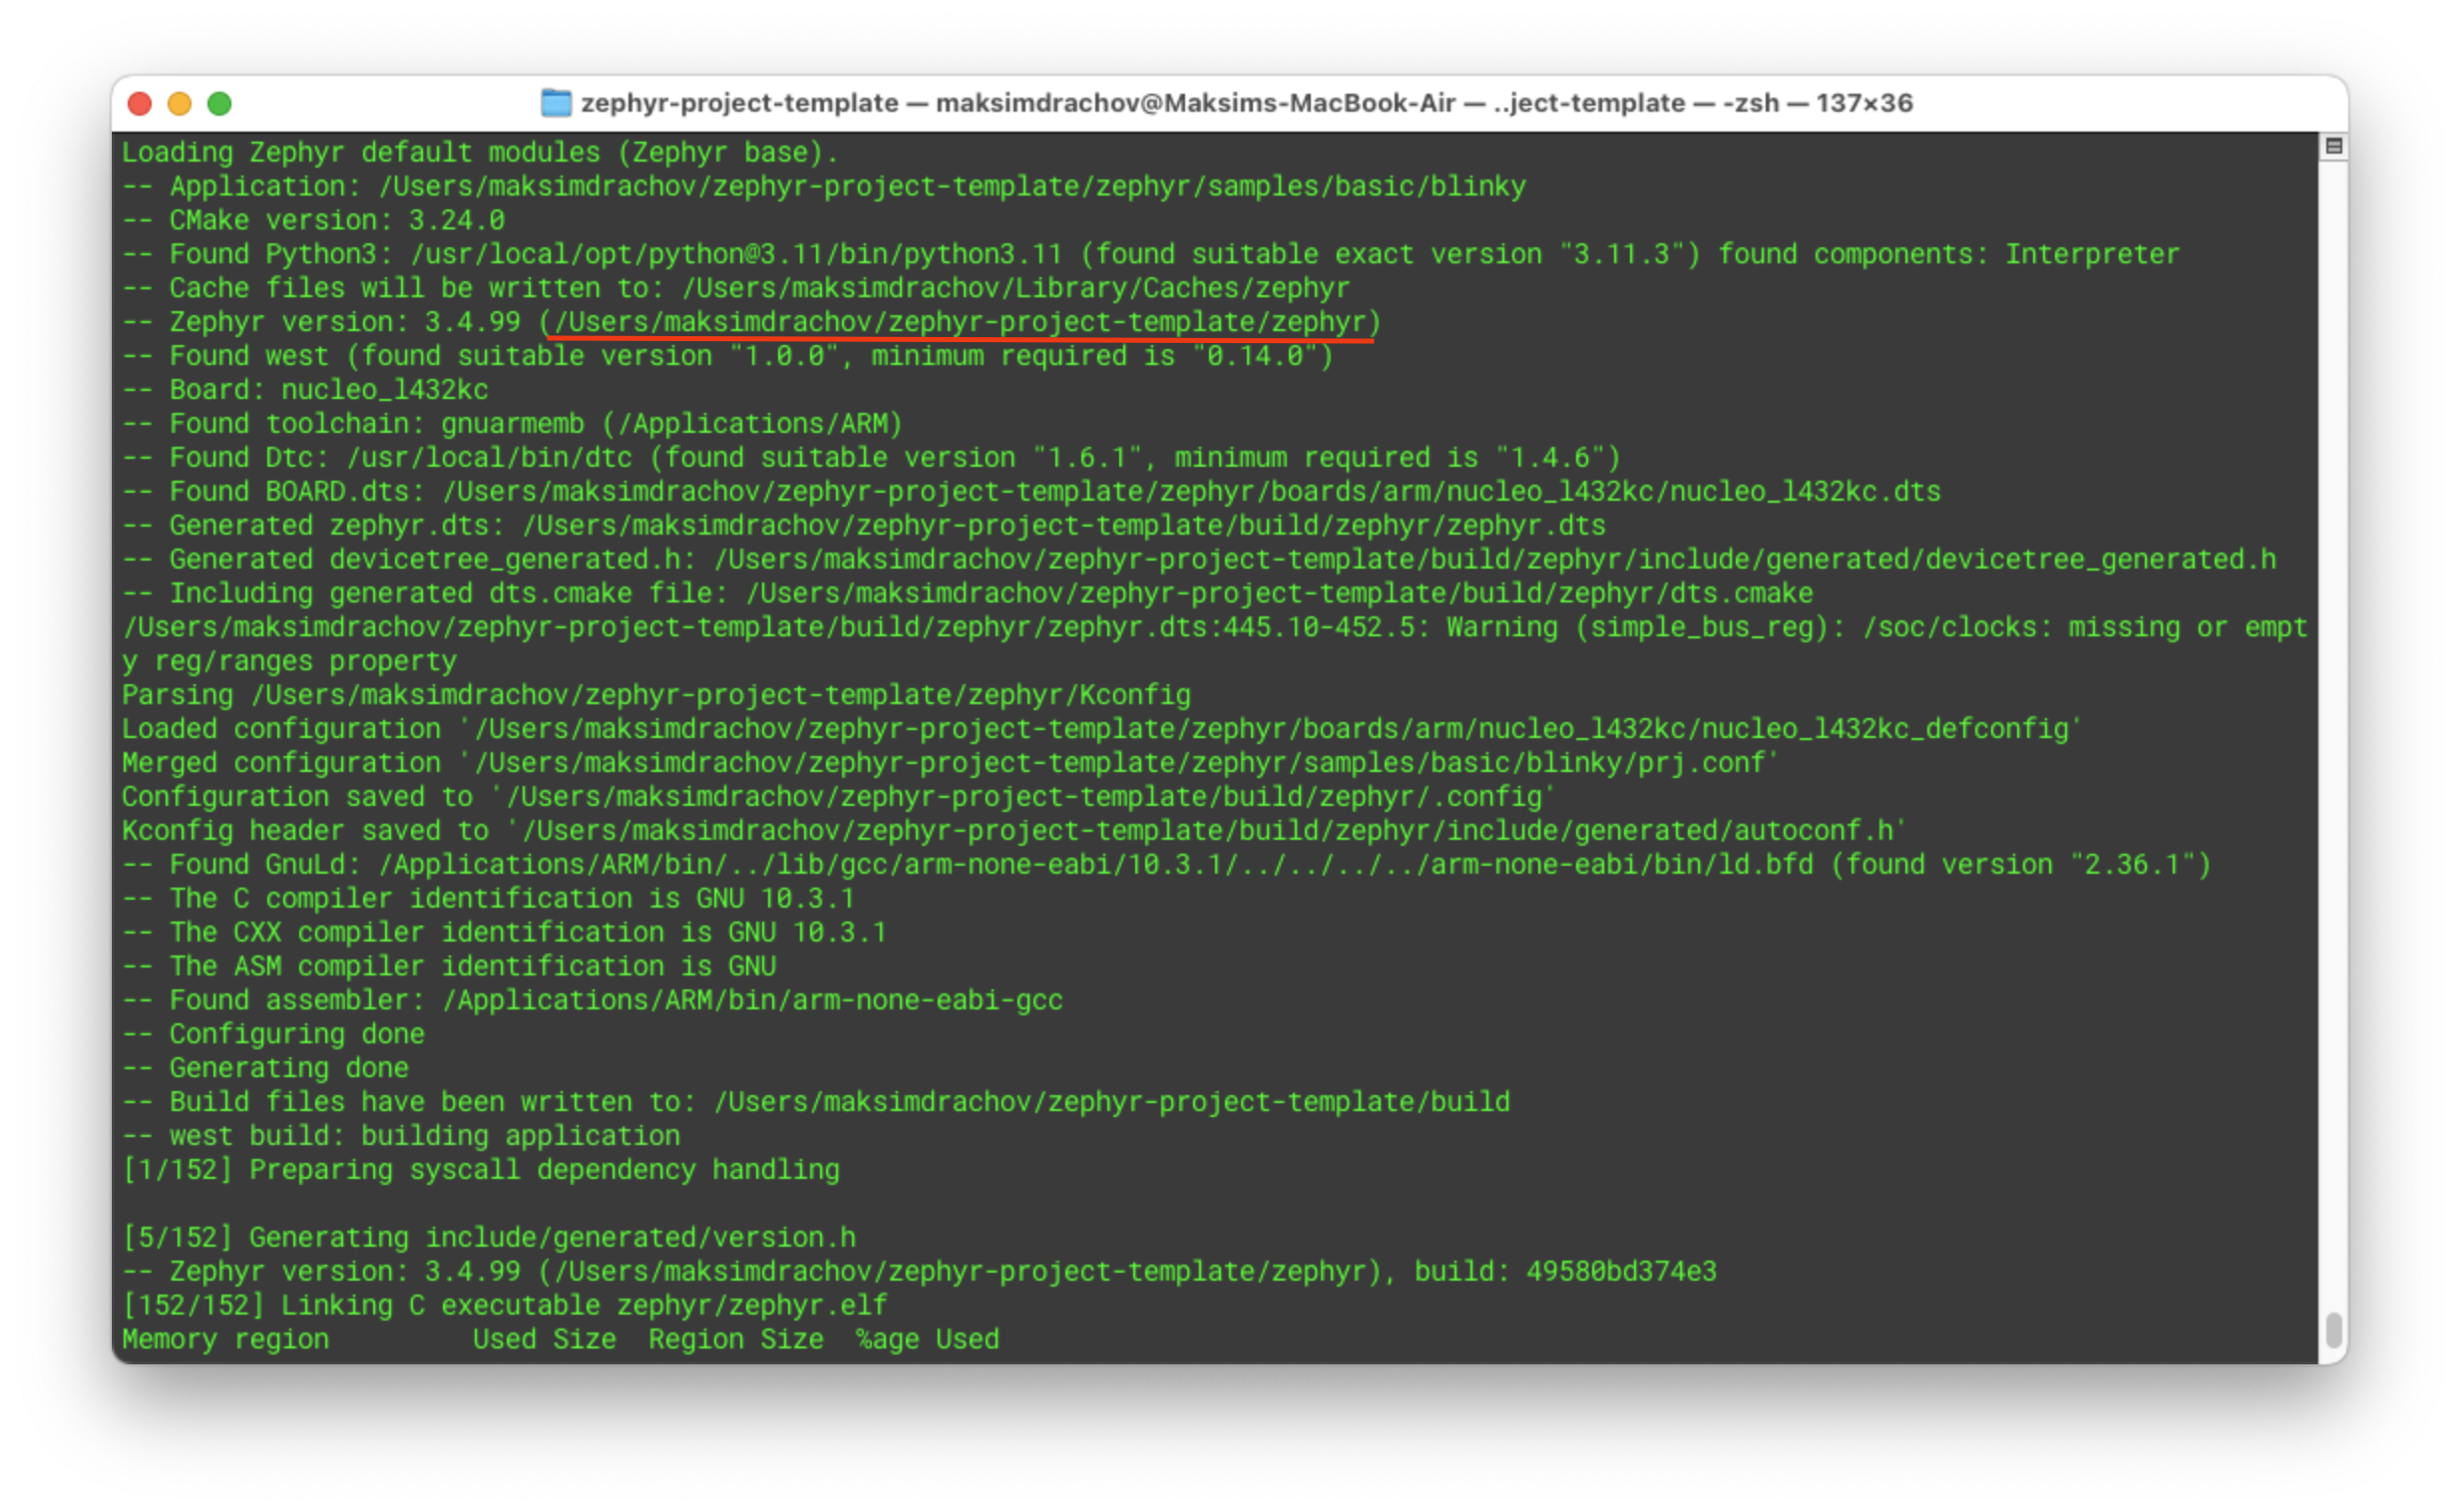 zephyr-project-template — maksimdrachov@Maksims-MacBook-Air — ..ject-template — -zsh — 137×36
Loading Zephyr default modules (Zephyr base).
-- Application: /Users/maksimdrachov/zephyr-project-template/zephyr/samples/basic/blinky
-- CMake version: 3.24.0
-- Found Python3: /usr/local/opt/python@3.11/bin/python3.11 (found suitable exact version "3.11.3") found components: Interpreter
-- Cache files will be written to: /Users/maksimdrachov/Library/Caches/zephyr
-- Zephyr version: 3.4.99 (/Users/maksimdrachov/zephyr-project-template/zephyr)
-- Found west (found suitable version "1.0.0", minimum required is "0.14.0")
-- Board: nucleo_l432kc
-- Found toolchain: gnuarmemb (/Applications/ARM)
-- Found Dtc: /usr/local/bin/dtc (found suitable version "1.6.1", minimum required is "1.4.6")
-- Found BOARD.dts: /Users/maksimdrachov/zephyr-project-template/zephyr/boards/arm/nucleo_l432kc/nucleo_l432kc.dts
-- Generated zephyr.dts: /Users/maksimdrachov/zephyr-project-template/build/zephyr/zephyr.dts
-- Generated devicetree_generated.h: /Users/maksimdrachov/zephyr-project-template/build/zephyr/include/generated/devicetree_generated.h
-- Including generated dts.cmake file: /Users/maksimdrachov/zephyr-project-template/build/zephyr/dts.cmake
/Users/maksimdrachov/zephyr-project-template/build/zephyr/zephyr.dts:445.10-452.5: Warning (simple_bus_reg): /soc/clocks: missing or empt
y reg/ranges property
Parsing /Users/maksimdrachov/zephyr-project-template/zephyr/Kconfig
Loaded configuration '/Users/maksimdrachov/zephyr-project-template/zephyr/boards/arm/nucleo_l432kc/nucleo_l432kc_defconfig'
Merged configuration '/Users/maksimdrachov/zephyr-project-template/zephyr/samples/basic/blinky/prj.conf'
Configuration saved to '/Users/maksimdrachov/zephyr-project-template/build/zephyr/.config'
Kconfig header saved to '/Users/maksimdrachov/zephyr-project-template/build/zephyr/include/generated/autoconf.h'
-- Found GnuLd: /Applications/ARM/bin/../lib/gcc/arm-none-eabi/10.3.1/../../../../arm-none-eabi/bin/ld.bfd (found version "2.36.1")
-- The C compiler identification is GNU 10.3.1
-- The CXX compiler identification is GNU 10.3.1
-- The ASM compiler identification is GNU
-- Found assembler: /Applications/ARM/bin/arm-none-eabi-gcc
-- Configuring done
-- Generating done
-- Build files have been written to: /Users/maksimdrachov/zephyr-project-template/build
-- west build: building application
[1/152] Preparing syscall dependency handling
[5/152] Generating include/generated/version.h
-- Zephyr version: 3.4.99 (/Users/maksimdrachov/zephyr-project-template/zephyr), build: 49580bd374e3
[152/152] Linking C executable zephyr/zephyr.elf
Memory region         Used Size  Region Size  %age Used